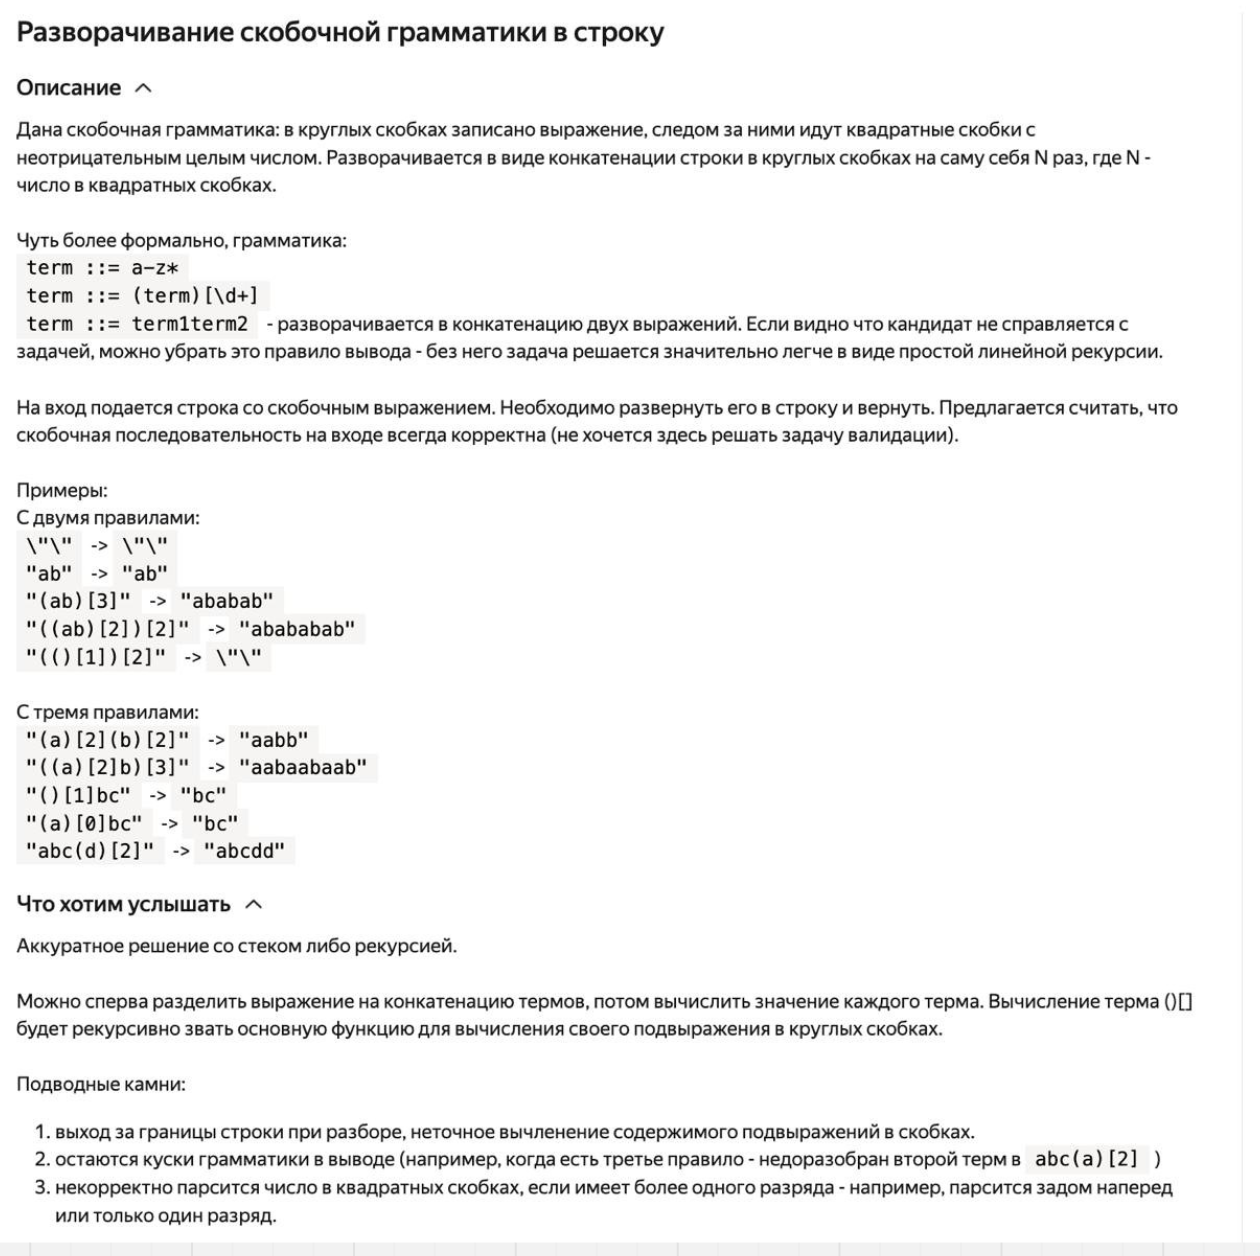 Разворачивание скобочной грамматики в строку
Описание
Дана скобочная грамматика: в круглых скобках записано выражение, следом за ними идут квадратные скобки с
неотрицательным целым числом. Разворачивается в виде конкатенации строки в круглых скобках на саму себя N раз, где N -
число в квадратных скобках.
Чуть более формально, грамматика:
term ::= a-z*
term ::= (term)[\d+]
term ::= term1term2 - разворачивается в конкатенацию двух выражений. Если видно что кандидат не справляется с
задачей, можно убрать это правило вывода - без него задача решается значительно легче в виде простой линейной рекурсии.
На вход подается строка со скобочным выражением. Необходимо развернуть его в строку и вернуть. Предлагается считать, что
скобочная последовательность на входе всегда корректна (не хочется здесь решать задачу валидации).
Примеры:
С двумя правилами:
\"\" -> \"\"
"ab" -> "ab"
"(ab)[3]" -> "ababab"
"((ab)[2])[2]" -> "abababab"
"(()[1])[2]" -> \"\"
С тремя правилами:
"(a)[2](b)[2]" -> "aabb"
"((a)[2]b)[3]" -> "aabaabaab"
"()[1]bc" -> "bc"
"(a)[0]bc" -> "bc"
"abc(d)[2]" -> "abcdd"
Что хотим услышать
Аккуратное решение со стеком либо рекурсией.
Можно сперва разделить выражение на конкатенацию термов, потом вычислить значение каждого терма. Вычисление терма ()[]
будет рекурсивно звать основную функцию для вычисления своего подвыражения в круглых скобках.
Подводные камни:
1. выход за границы строки при разборе, неточное вычленение содержимого подвыражений в скобках.
2. остаются куски грамматики в выводе (например, когда есть третье правило - недоразобран второй терм в abc(a)[2] )
3. некорректно парсится число в квадратных скобках, если имеет более одного разряда - например, парсится задом наперед
или только один разряд.